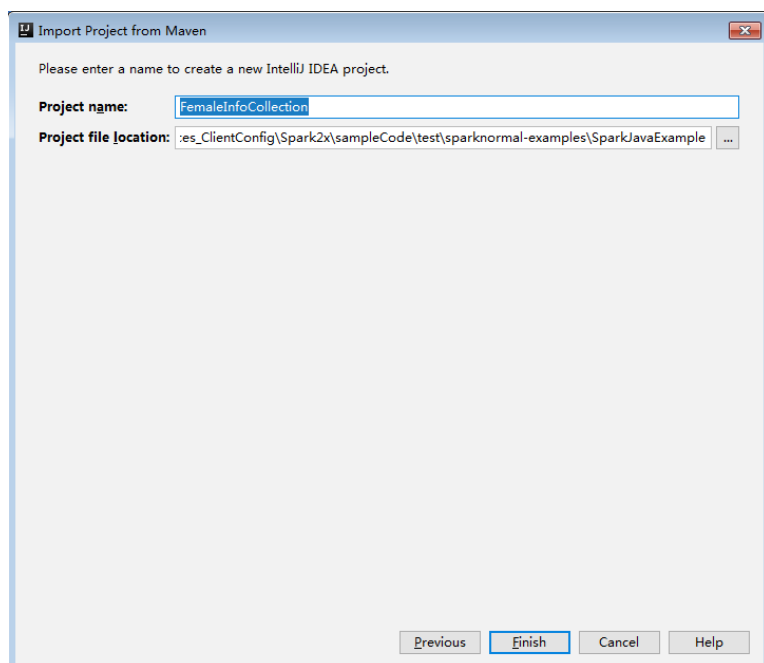 Import Project from Maven
Please enter a name to create a new IntelliJ IDEA project.
Project name: FemaleInfoCollection
Project file location: :es_ClientConfig\Spark2x\sampleCode\test\sparknormal-examples\SparkJavaExample ...
Previous Finish Cancel Help